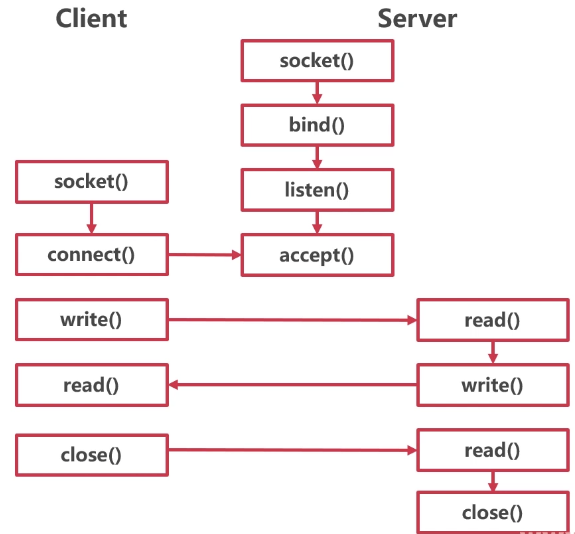 Client
Server
socket()
bind()
socket()
listen()
connect()
accept()
write()
read()
read()
write()
close()
read()
close()